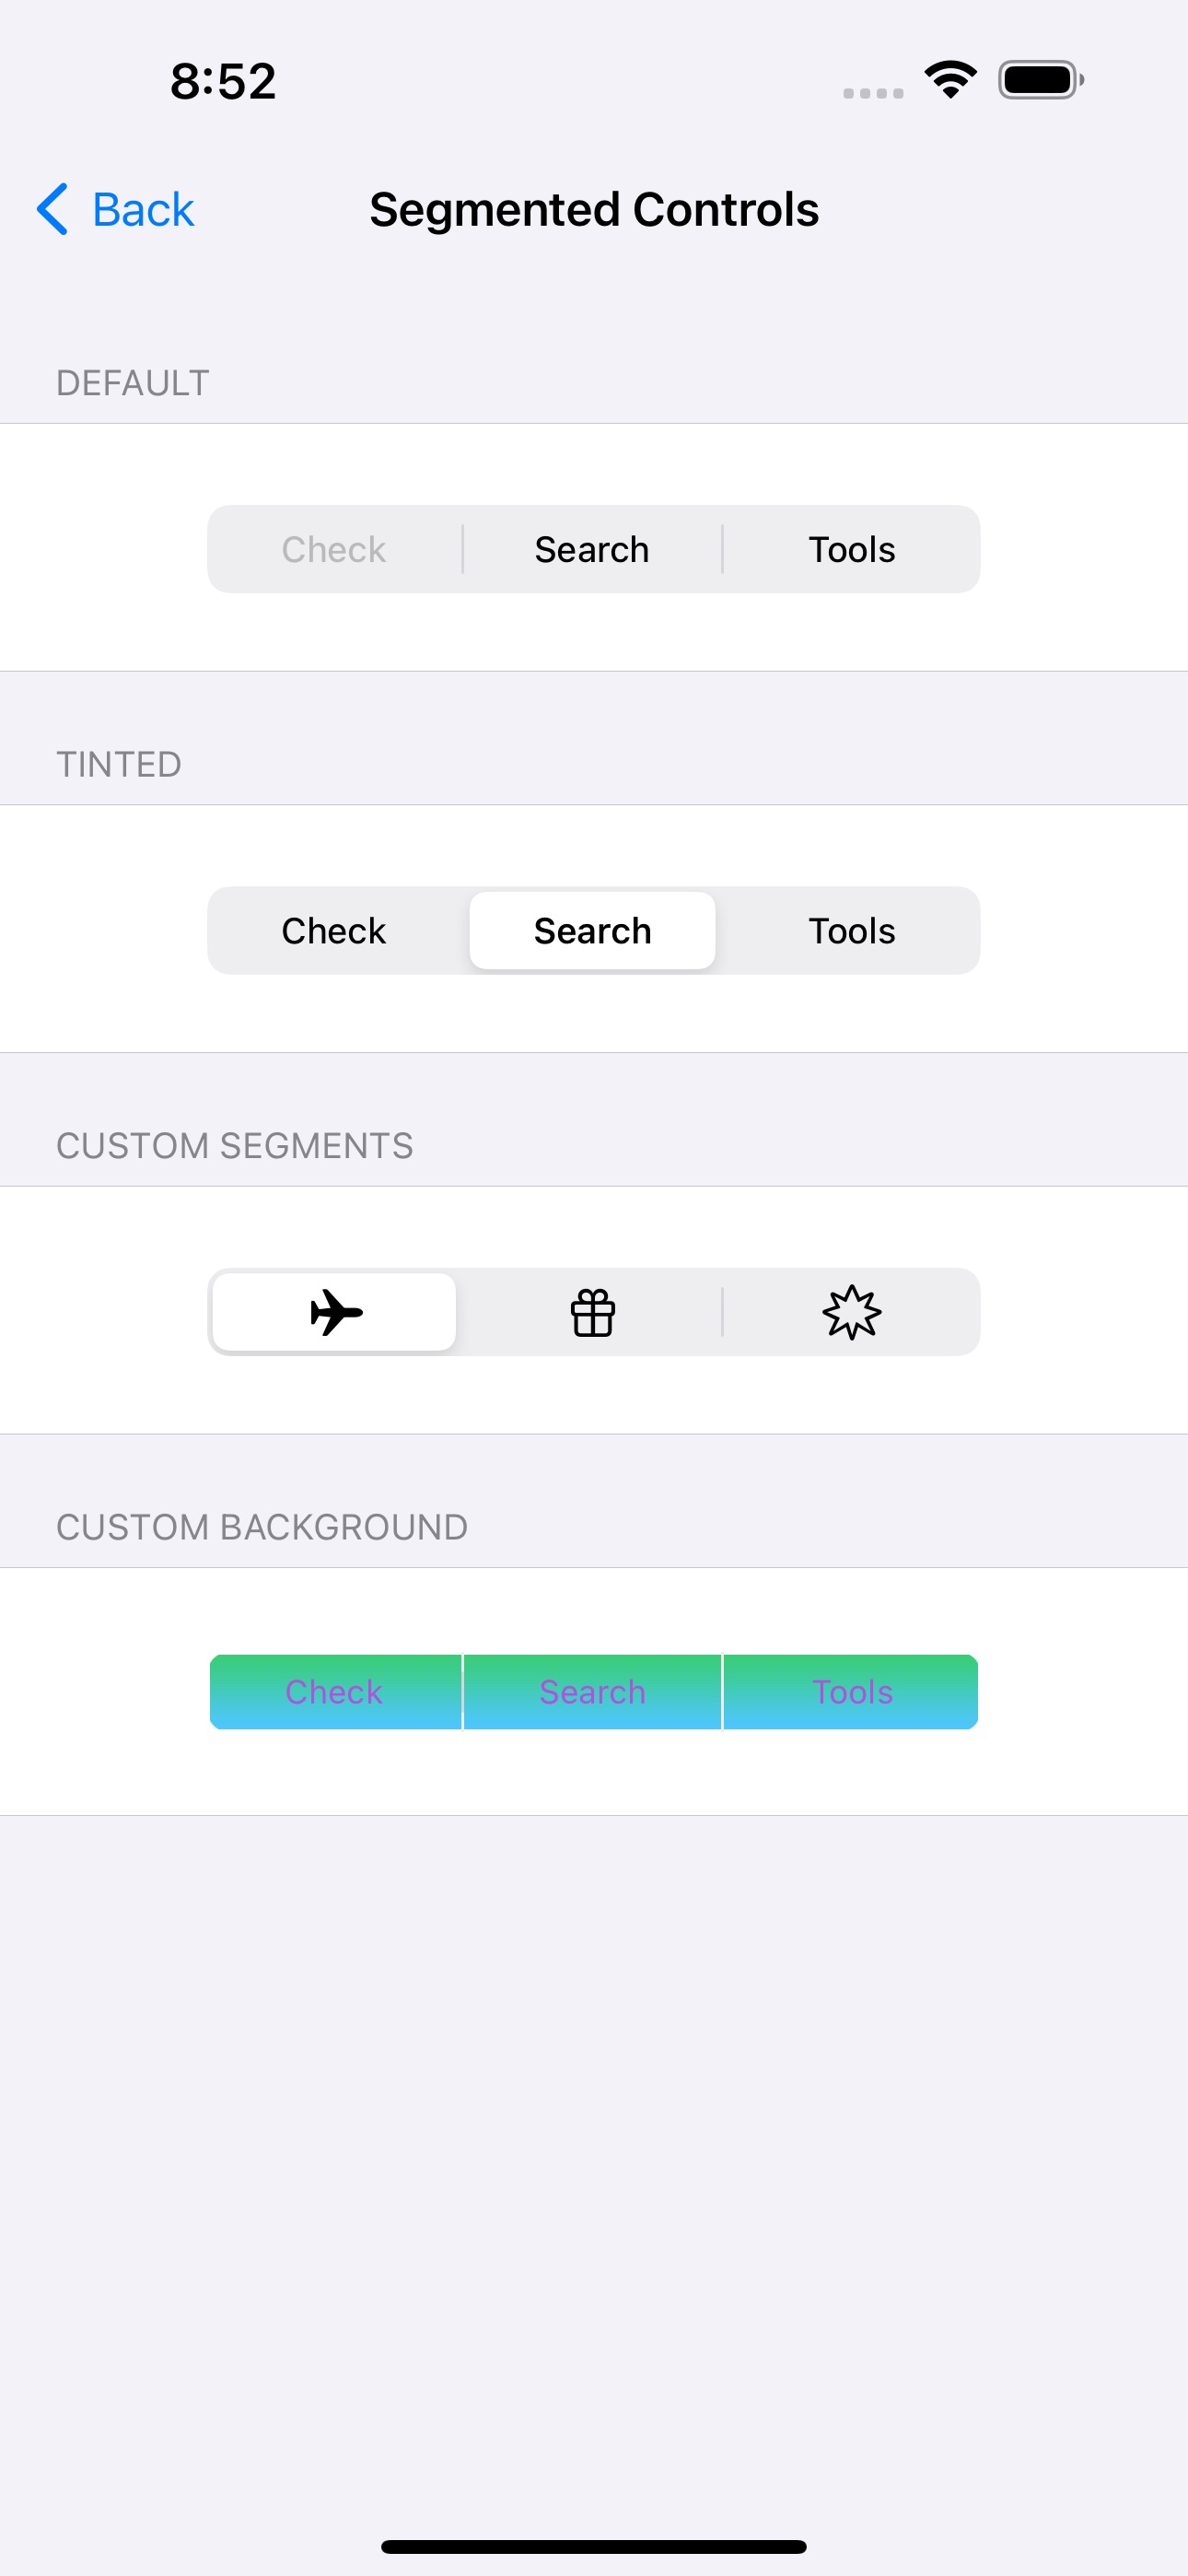 8:52
Back
Segmented Controls
DEFAULT
Check Search Tools
TINTED
Check Search Tools
CUSTOM SEGMENTS
CUSTOM BACKGROUND
Check Search Tools